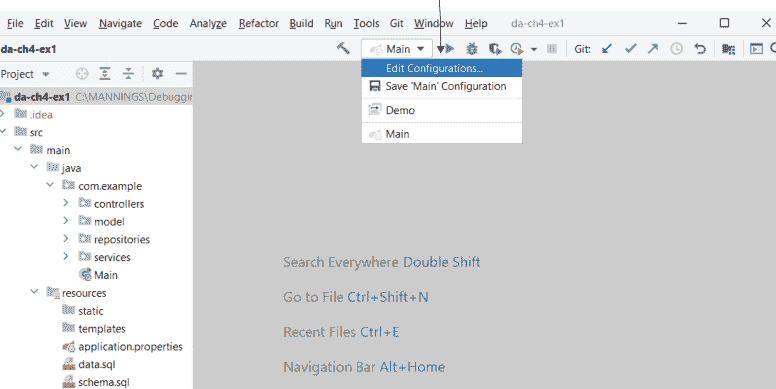 File Edit View Navigate Code Analyze Refactor Build Run Tools Git Window Help da-ch4-ex1
da-ch4-ex1 Main Git:
Project
Edit Configurations...
Save 'Main' Configuration
Demo
Main
da-ch4-ex1 C:\MANNINGS\Debuggin
.idea
src
main
java
com.example
controllers
model
repositories
services
Main
resources
static
templates
application.properties
data.sql
schema.sql
Search Everywhere Double Shift
Go to File Ctrl+Shift+N
Recent Files Ctrl+E
Navigation Bar Alt+Home